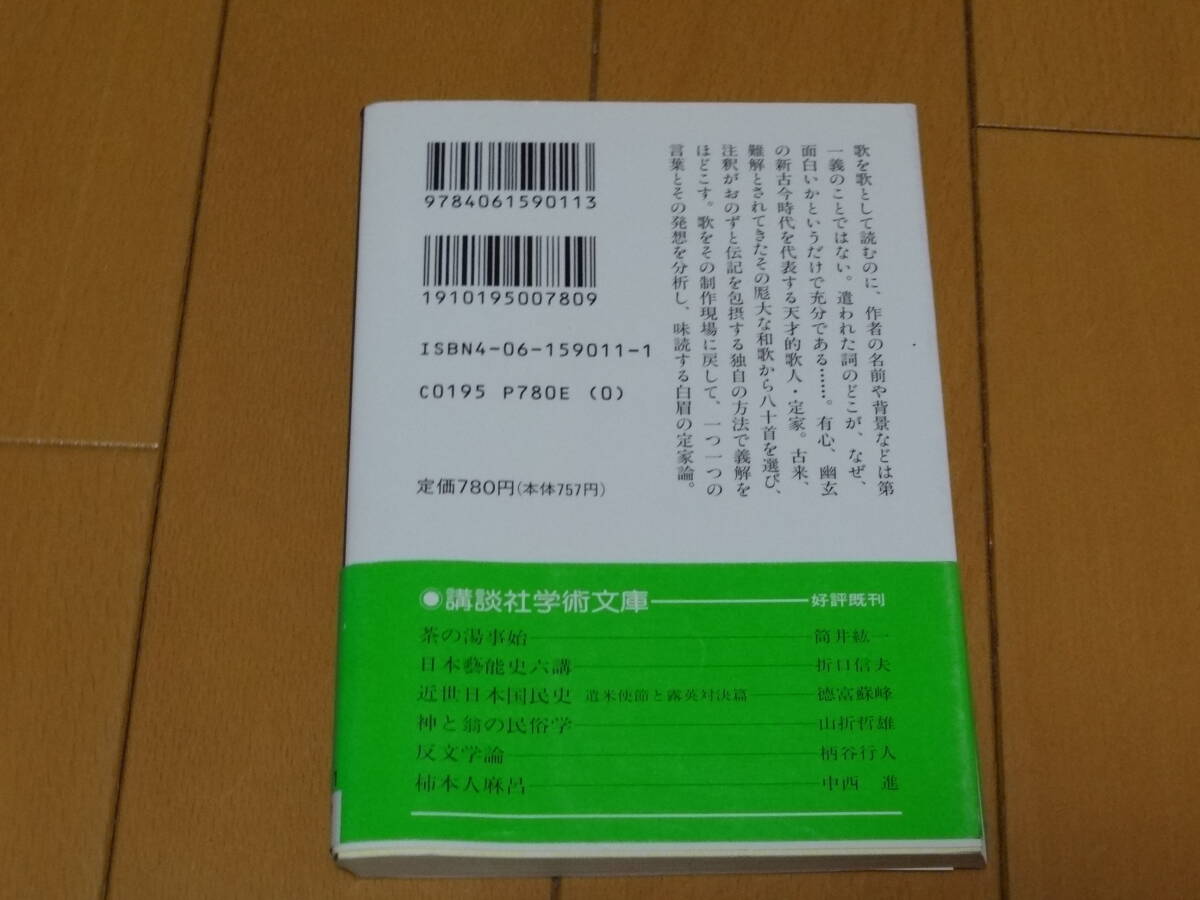 歌を歌として読むのに、作者の名前や背景などは第
一義のことではない。遣われた詞のどこが、なぜ、
面白いかというだけで充分である……。有心、幽玄
の新古今時代を代表する天才的歌人・定家。古来、
難解とされてきたその厖大な和歌から八十首を選び、
注釈がおのずと伝記を包摂する独自の方法で義解を
ほどこす。歌をその制作現場に戻して、一つ一つの
言葉とその発想を分析し、味読する白眉の定家論。
9784061590113
1910195007809
ISBN4-06-159011-1
C0195 P780E (0)
定価780円(本体757円)
●講談社学術文庫 好評既刊
茶の湯事始 筒井紘一
日本藝能史六講 折口信夫
近世日本国民史 遣米使節と露英対決篇 徳富蘇峰
神と翁の民俗学 山折哲雄
反文学論 柄谷行人
柿本人麻呂 中西 進